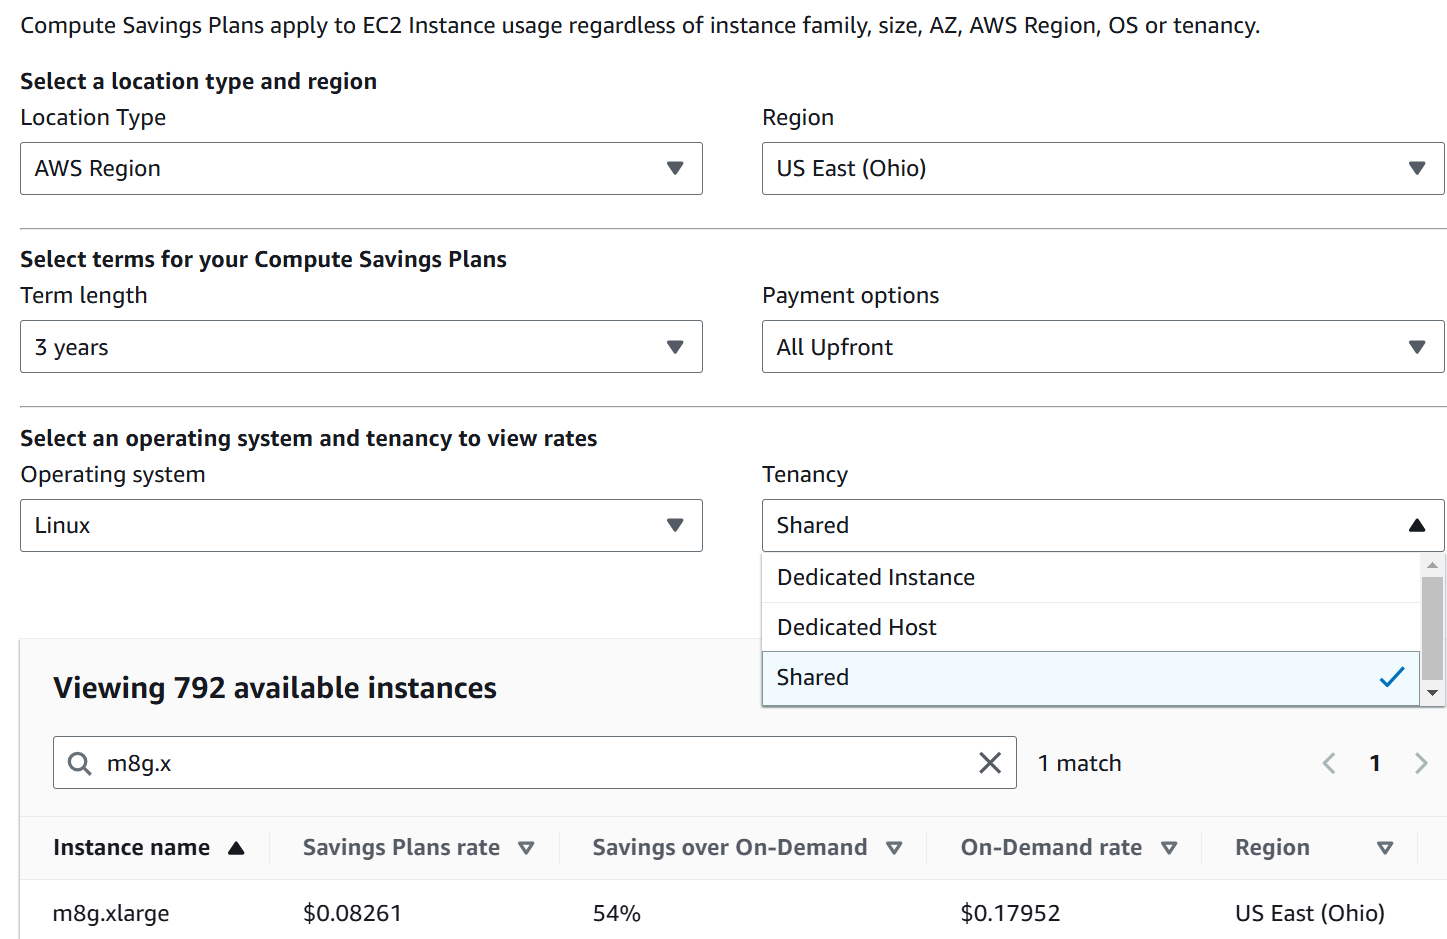 Compute Savings Plans apply to EC2 Instance usage regardless of instance family, size, AZ, AWS Region, OS or tenancy.
Select a location type and region
Location Type
Region
AWS Region
US East (Ohio)
Select terms for your Compute Savings Plans
Term length
Payment options
3 years
All Upfront
Select an operating system and tenancy to view rates
Operating system
Tenancy
Linux
Shared
Dedicated Instance
Dedicated Host
Shared
Viewing 792 available instances
m8g.x
1 match
1
Instance name Savings Plans rate Savings over On-Demand On-Demand rate Region
m8g.xlarge $0.08261 54% $0.17952 US East (Ohio)